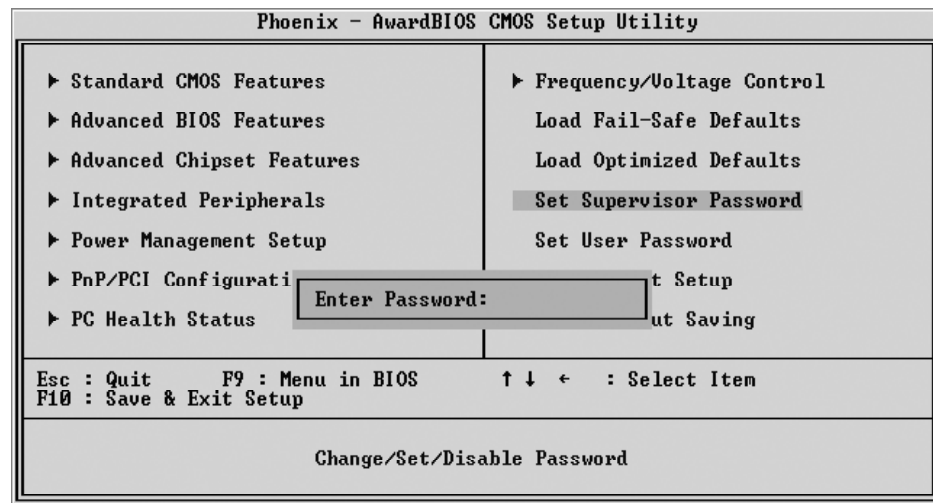 Phoenix - AwardBIOS CMOS Setup Utility
▶ Standard CMOS Features
▶ Advanced BIOS Features
▶ Advanced Chipset Features
▶ Integrated Peripherals
▶ Power Management Setup
▶ PnP/PCI Configurati
▶ PC Health Status
▶ Frequency/Voltage Control
Load Fail-Safe Defaults
Load Optimized Defaults
Set Supervisor Password
Set User Password
t Setup
ut Saving
Enter Password:
Esc : Quit F9 : Menu in BIOS ↑ ↓ ← : Select Item
F10 : Save & Exit Setup
Change/Set/Disable Password